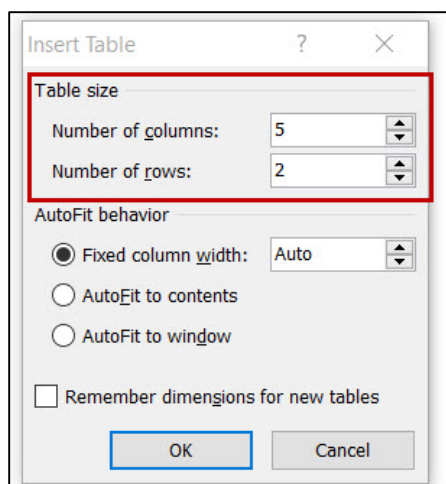 Insert Table ?
Table size
Number of columns: 5
Number of rows: 2
AutoFit behavior
Fixed column width: Auto
AutoFit to contents
AutoFit to window
Remember dimensions for new tables
OK Cancel